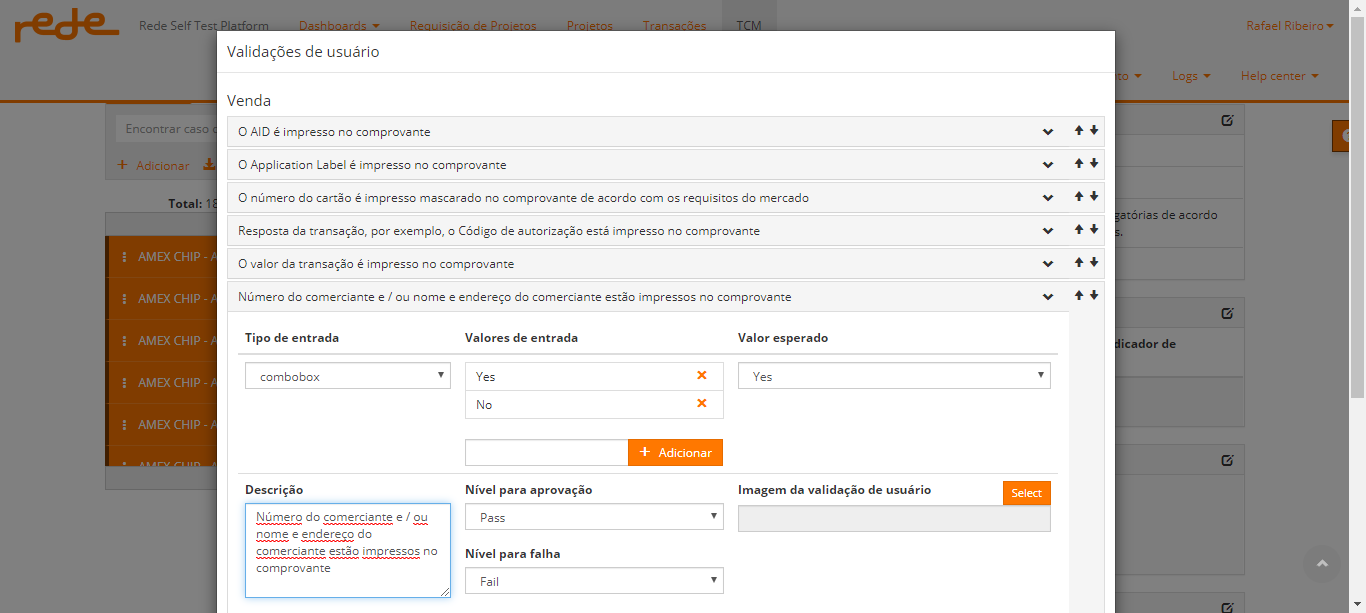 rede
Rede Self Test Platform
Dashboards
Requisição de Projetos
Projetos
Transações
TCM
Rafael Ribeiro
Logs
Help center
Validações de usuário
Venda
O AID é impresso no comprovante
O Application Label é impresso no comprovante
O número do cartão é impresso mascarado no comprovante de acordo com os requisitos do mercado
Resposta da transação, por exemplo, o Código de autorização está impresso no comprovante
O valor da transação é impresso no comprovante
Número do comerciante e / ou nome e endereço do comerciante estão impressos no comprovante
Tipo de entrada
Valores de entrada
Valor esperado
combobox
Yes
No
Yes
+ Adicionar
Descrição
Nível para aprovação
Imagem da validação de usuário
Select
Número do comerciante e / ou
nome e endereço do
comerciante estão impressos no
comprovante
Pass
Nível para falha
Fail
Encontrar caso
+ Adicionar
Total: 18
AMEX CHIP - A
AMEX CHIP - A
AMEX CHIP - A
AMEX CHIP - A
AMEX CHIP - A
gatórias de acordo
s.
dicador de